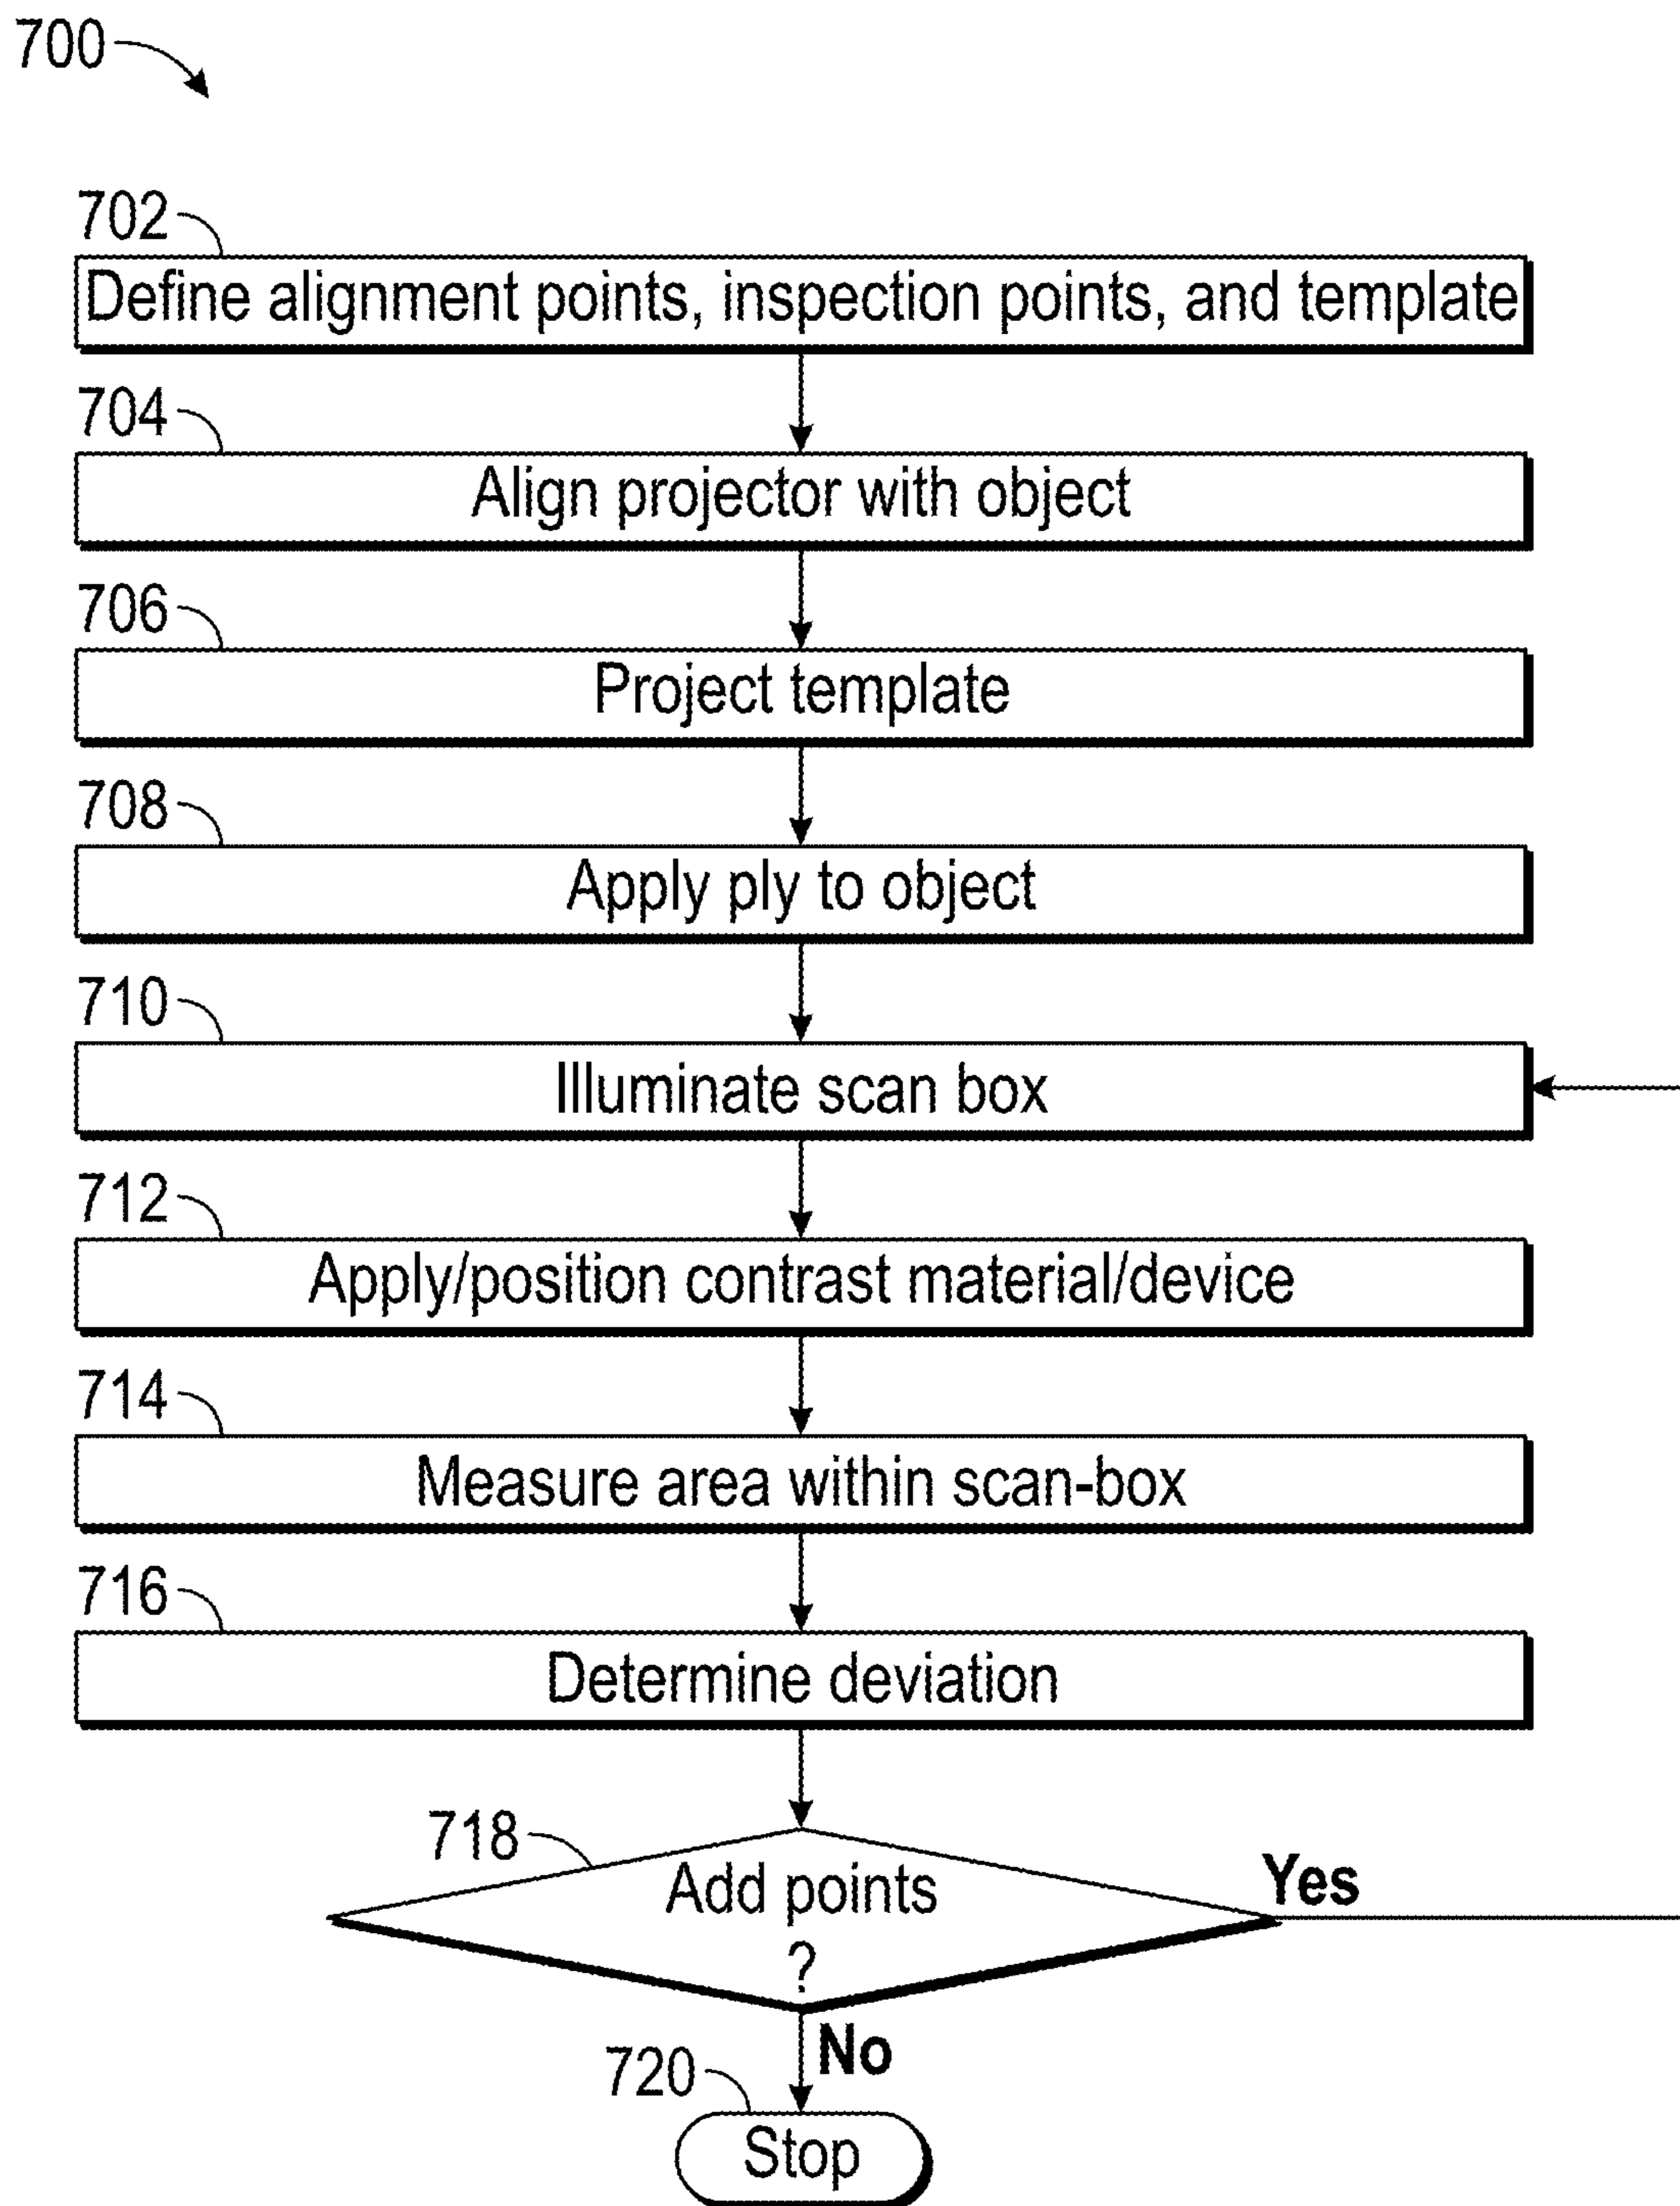 700
702
Define alignment points, inspection points, and template
704
Align projector with object
706
Project template
708
Apply ply to object
710
Illuminate scan box
712
Apply/position contrast material/device
714
Measure area within scan-box
716
Determine deviation
718
Add points
?
Yes
No
720
Stop